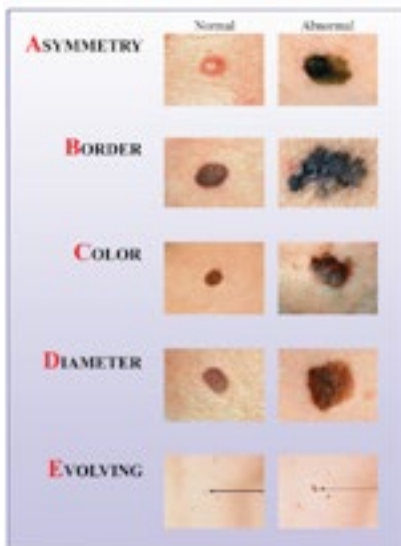 Normal Abnormal
ASYMMETRY
BORDER
COLOR
DIAMETER
EVOLVING